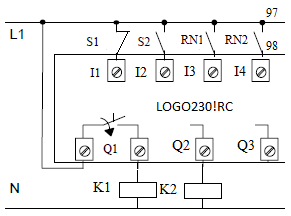 97
L1
S1 S2 RN1 RN2
98
I1 I2 I3 I4
LOGO230!RC
Q1 Q2 Q3
N K1 K2